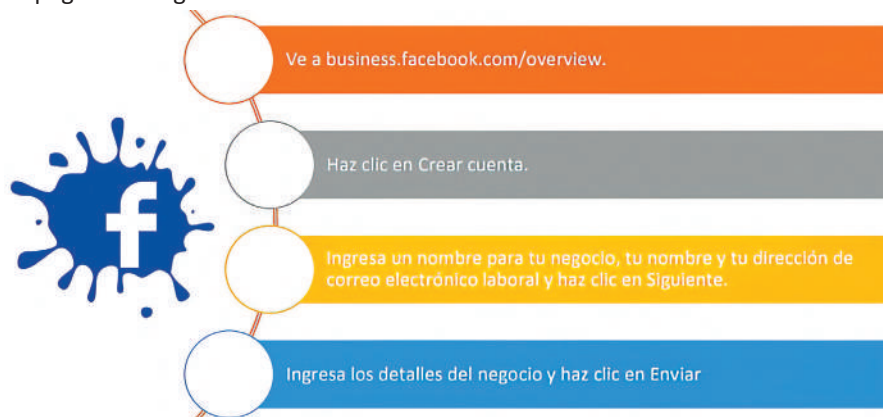 Ve a business.facebook.com/overview.
Haz clic en Crear cuenta.
Ingresa un nombre para tu negocio, tu nombre y tu dirección de
correo electrónico laboral y haz clic en Siguiente.
Ingresa los detalles del negocio y haz clic en Enviar